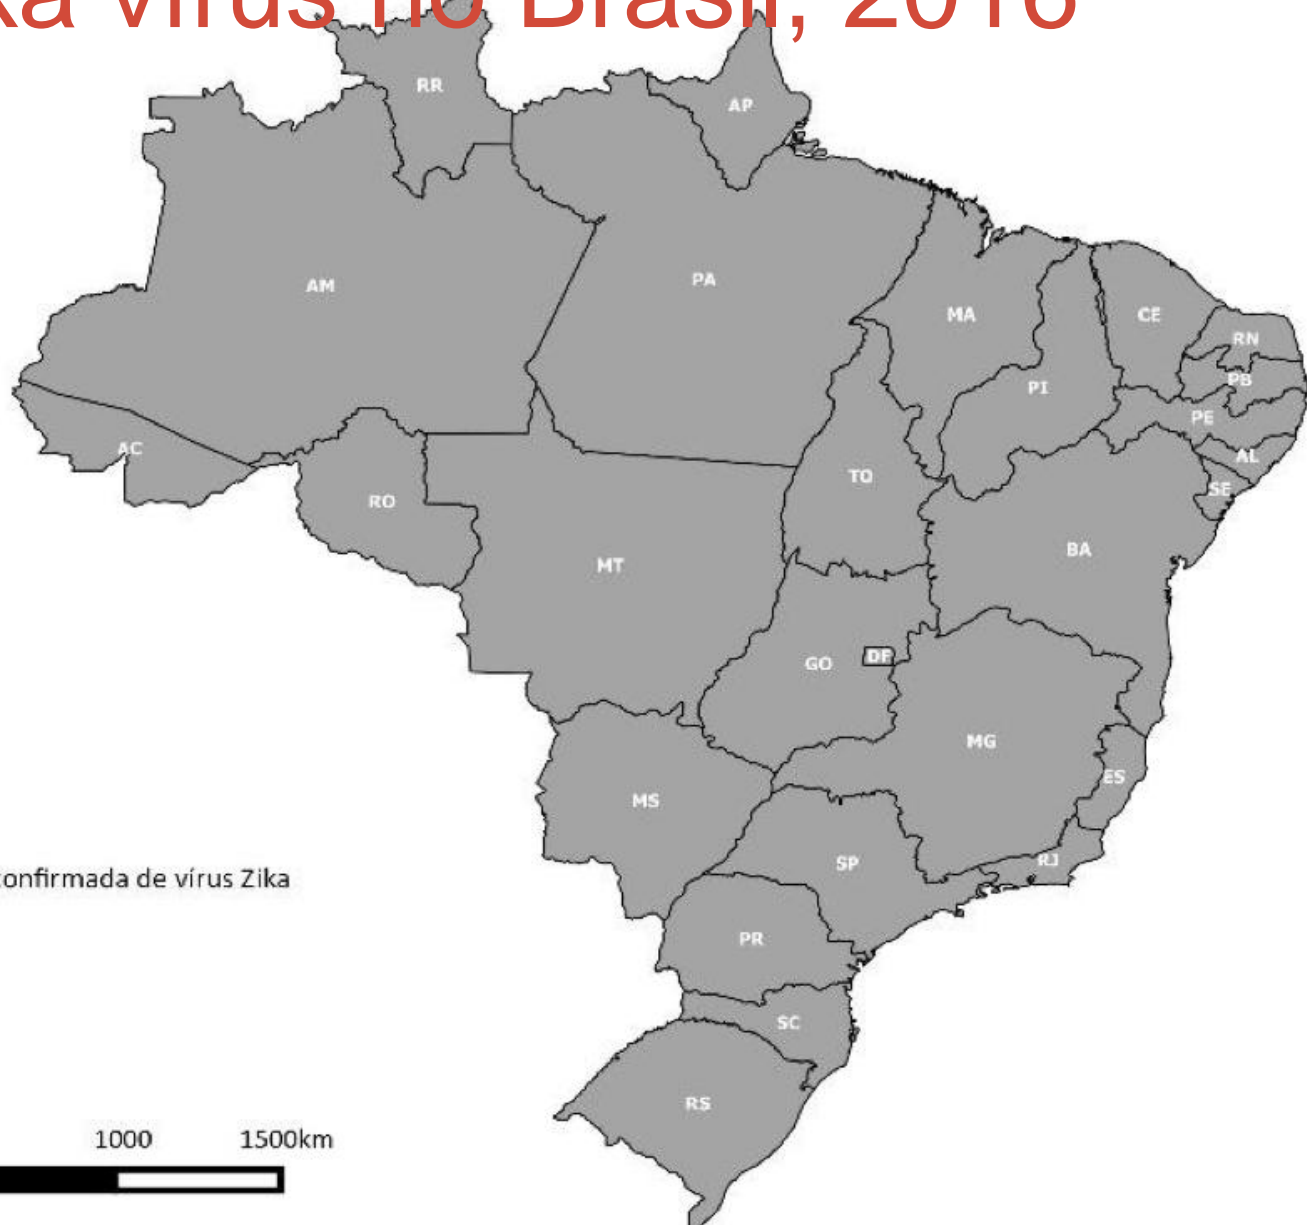 ka vírus no Brasil, 2016
RR
AP
AM
PA
MA
CE
RN
PI
PB
PE
AC
AL
TO
SE
RO
BA
MT
GO
DF
MG
ES
MS
SP
RJ
onfirmada de vírus Zika
PR
SC
RS
1000 1500km